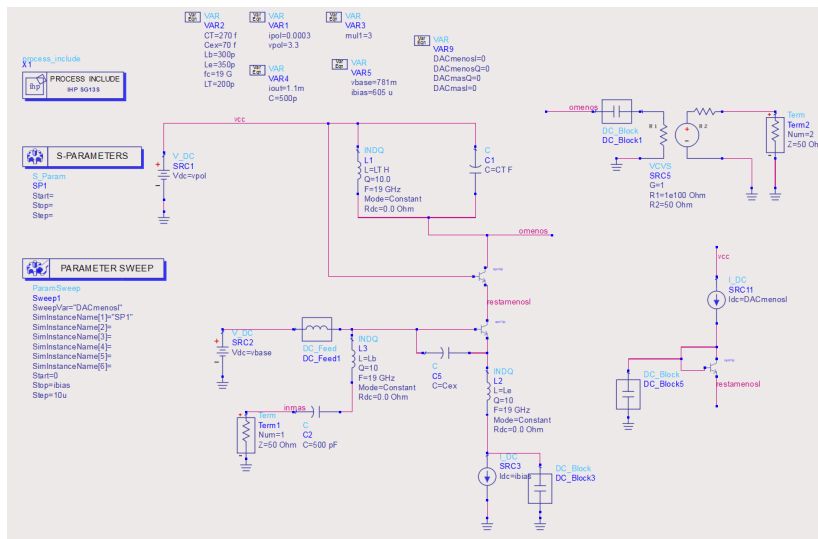 VAR
VAR2
CT=270 f
Cex=70 f
Lb=300p
Le=350p
fc=19 G
LT=200p
VAR
VAR1
ipol=0.0003
vpol=3.3
VAR
VAR3
mul1=3
VAR
VAR9
DACmenosI=0
DACmenosQ=0
DACmasQ=0
DACmasI=0
VAR
VAR4
iout=1.1m
C=500p
VAR
VAR5
vbase=781m
ibias=605 u
process_include
X1
PROCESS INCLUDE
IHP SG13S
ihp
S-PARAMETERS
S_Param
SP1
Start=
Stop=
Step=
PARAMETER SWEEP
ParamSweep
Sweep1
SweepVar="DACmenosI"
SimInstanceName[1]="SP1"
SimInstanceName[2]=
SimInstanceName[3]=
SimInstanceName[4]=
SimInstanceName[5]=
SimInstanceName[6]=
Start=0
Stop=ibias
Step=10u
vcc
V_DC
SRC1
Vdc=vpol
INDQ
L1
L=LT H
Q=10.0
F=19 GHz
Mode=Constant
Rdc=0.0 Ohm
C
C1
C=CT F
omenos
restamenosI
V_DC
SRC2
Vdc=vbase
DC_Feed
DC_Feed1
INDQ
L3
L=Lb
Q=10
F=19 GHz
Mode=Constant
Rdc=0.0 Ohm
C
C5
C=Cex
INDQ
L2
L=Le
Q=10
F=19 GHz
Mode=Constant
Rdc=0.0 Ohm
inmas
Term
Term1
Num=1
Z=50 Ohm
C
C2
C=500 pF
I_DC
SRC3
Idc=ibias
DC_Block
DC_Block3
omenos
DC_Block
DC_Block1
R1
R2
VCVS
SRC5
G=1
R1=1e100 Ohm
R2=50 Ohm
Term
Term2
Num=2
Z=50 Oh
vcc
I_DC
SRC11
Idc=DACmenosI
DC_Block
DC_Block5
restamenosI